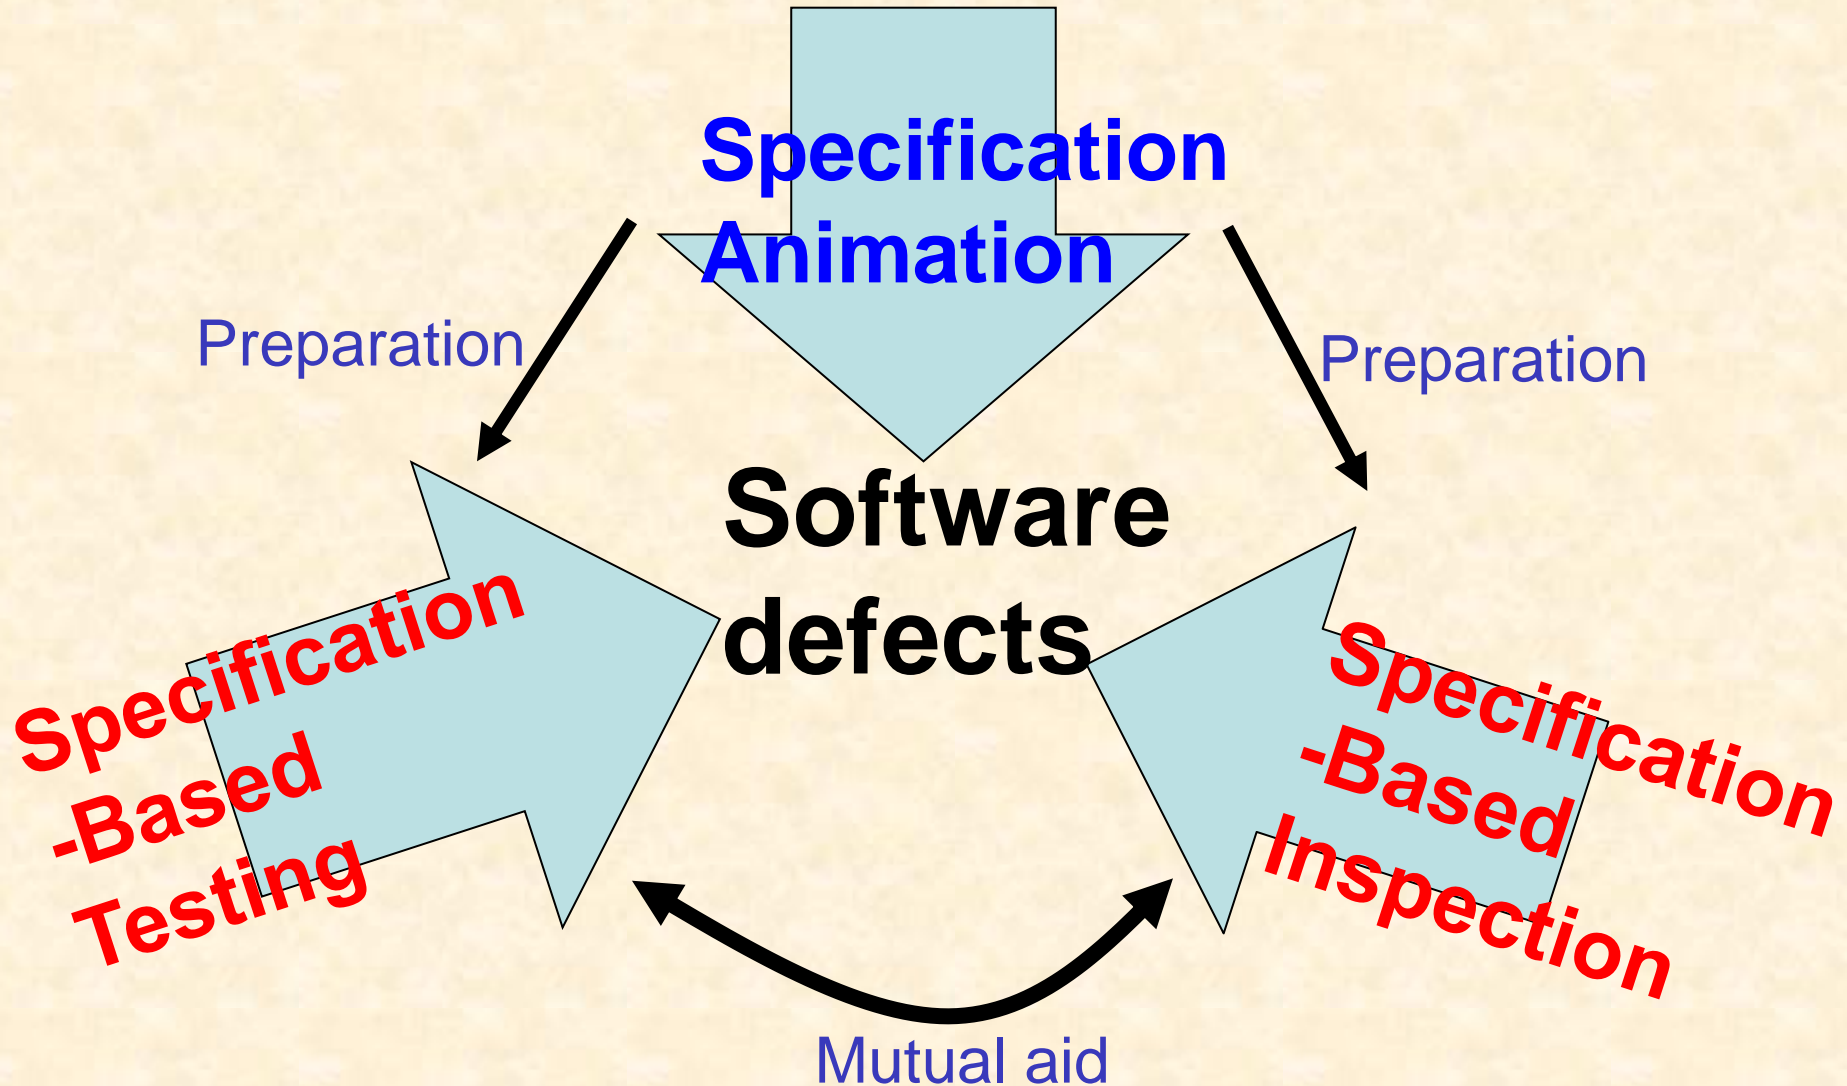 Specification
Animation
Preparation
Preparation
Software
defects
Specification
-Based
Testing
Specification
-Based
Inspection
Mutual aid